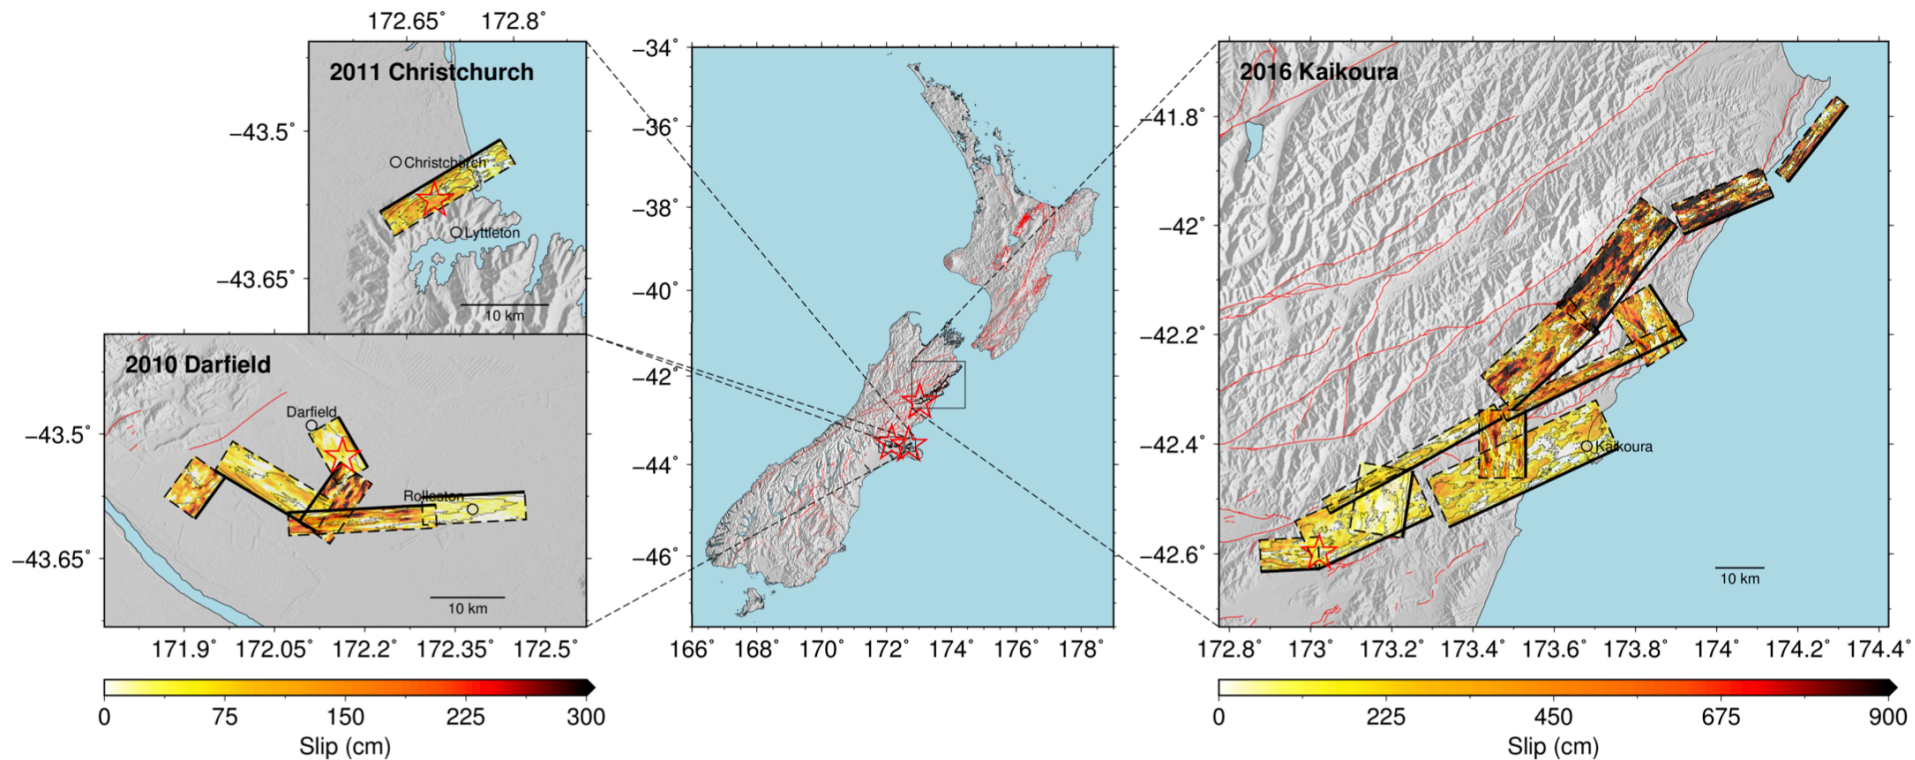 172.65° 172.8°
2011 Christchurch
−43.5°
Christchurch
Lyttleton
−43.65°
10 km
2010 Darfield
Darfield
−43.5°
Rolleston
−43.65°
10 km
171.9° 172.05° 172.2° 172.35° 172.5°
0 75 150 225 300
Slip (cm)
−34°
−36°
−38°
−40°
−42°
−44°
−46°
166° 168° 170° 172° 174° 176° 178°
2016 Kaikoura
−41.8°
−42°
−42.2°
−42.4°
Kaikoura
−42.6°
10 km
172.8° 173° 173.2° 173.4° 173.6° 173.8° 174° 174.2° 174.4°
0 225 450 675 900
Slip (cm)